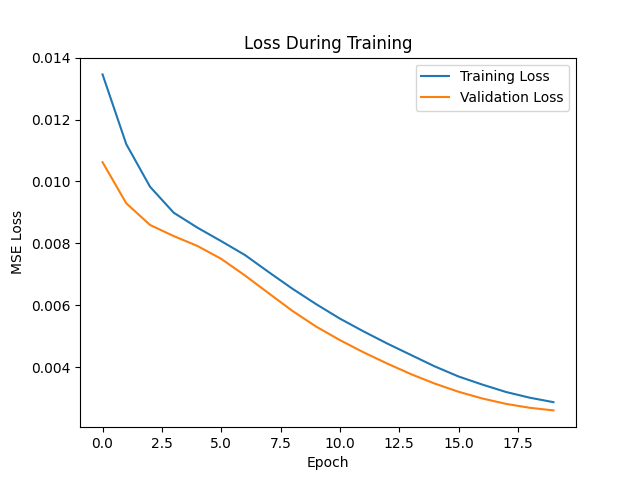 Loss During Training
0.014
0.012
0.010
0.008
0.006
0.004
MSE Loss
Training Loss
Validation Loss
0.0 2.5 5.0 7.5 10.0 12.5 15.0 17.5
Epoch